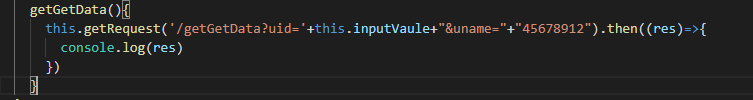 getGetData(){
this.getRequest('/getGetData?uid='+this.inputVaule+"&uname="+"45678912").then((res)=>{
console.log(res)
})
}